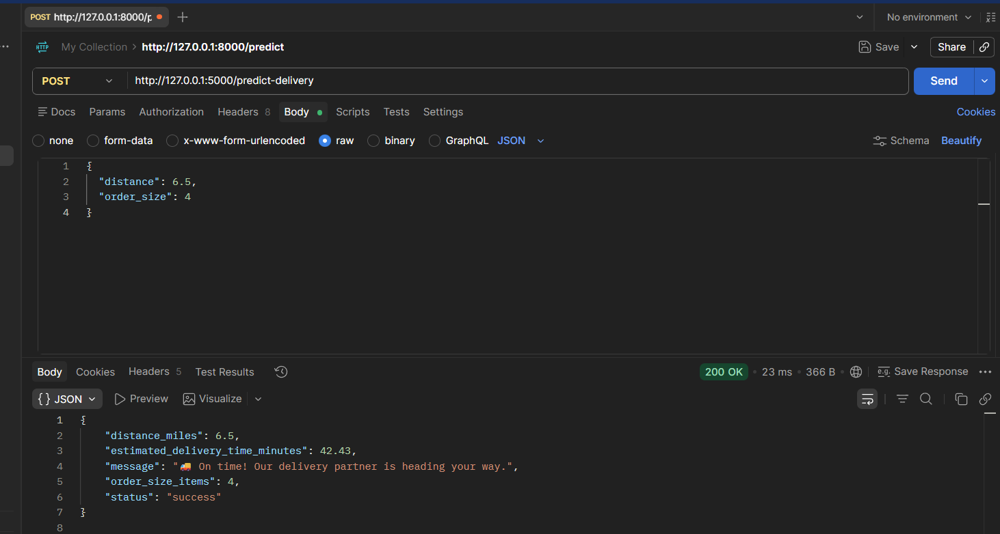 POST http://127.0.0.1:8000/p
No environment
My Collection > http://127.0.0.1:8000/predict
Save
Share
POST
http://127.0.0.1:5000/predict-delivery
Send
Docs Params Authorization Headers 8 Body Scripts Tests Settings Cookies
none form-data x-www-form-urlencoded raw binary GraphQL JSON Schema Beautify
1 {
2 "distance": 6.5,
3 "order_size": 4
4 }
Body Cookies Headers 5 Test Results 200 OK • 23 ms • 366 B e.g. Save Response
{ } JSON Preview Visualize
1 {
2 "distance_miles": 6.5,
3 "estimated_delivery_time_minutes": 42.43,
4 "message": "🚚 On time! Our delivery partner is heading your way.",
5 "order_size_items": 4,
6 "status": "success"
7 }
8